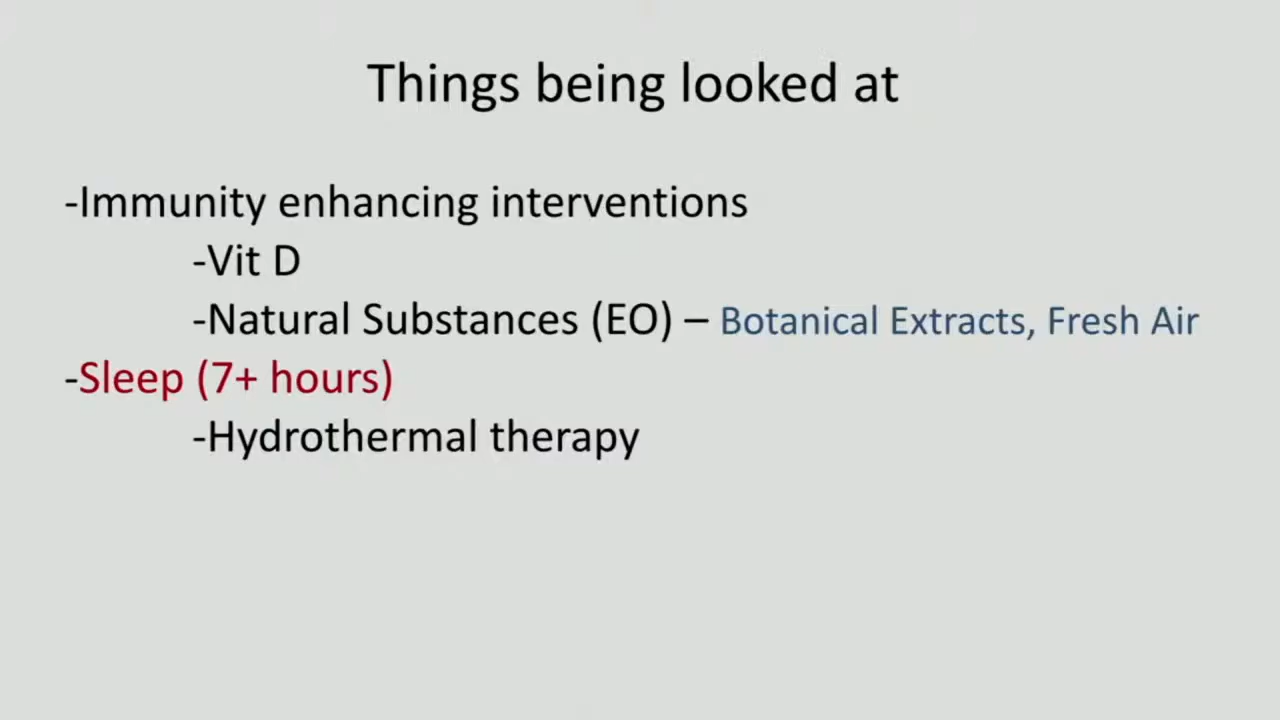 Things being looked at
-Immunity enhancing interventions
-Vit D
-Natural Substances (EO) – Botanical Extracts, Fresh Air
-Sleep (7+ hours)
-Hydrothermal therapy